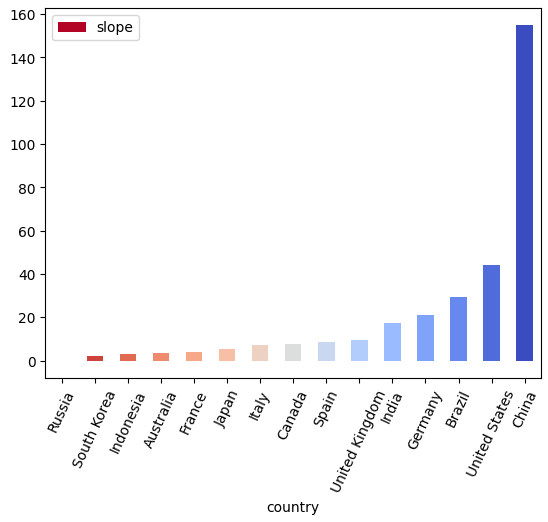 slope
160
140
120
100
80
60
40
20
0
Russia
South Korea
Indonesia
Australia
France
Japan
Italy
Canada
Spain
United Kingdom
India
Germany
Brazil
United States
China
country